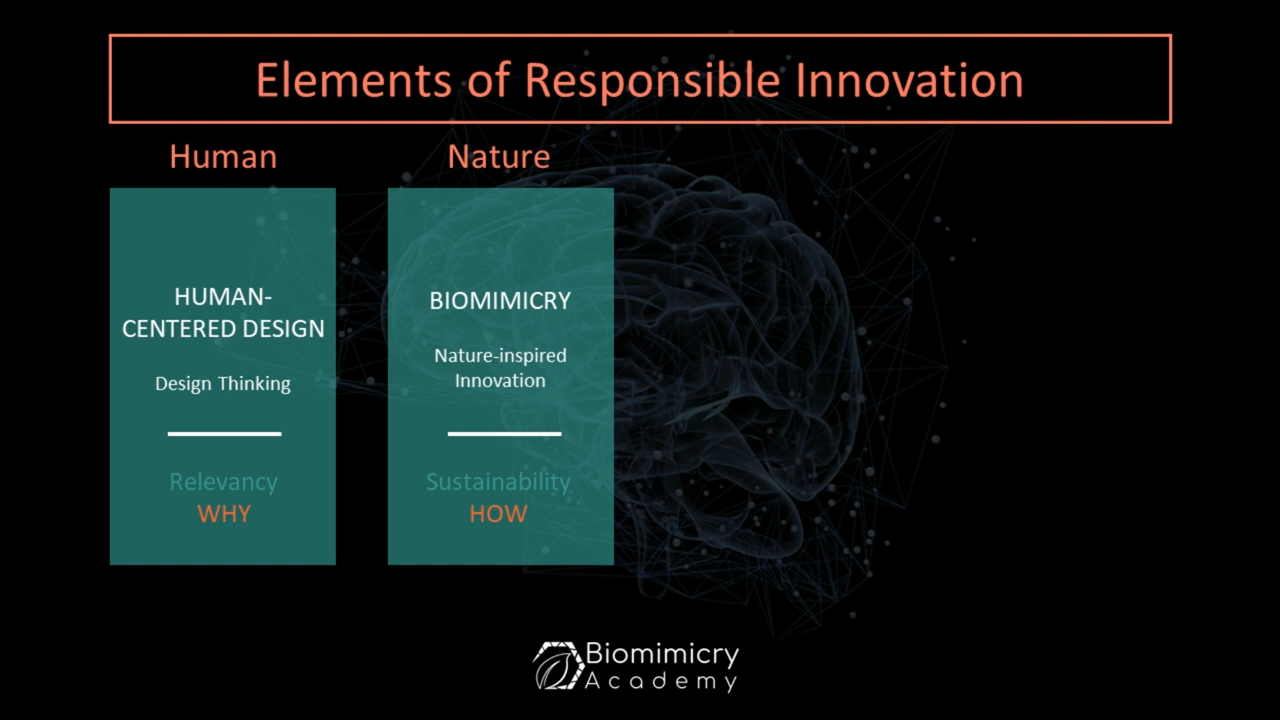 Elements of Responsible Innovation
Human
HUMAN-
CENTERED DESIGN
Design Thinking
Relevancy
WHY
Nature
BIOMIMICRY
Nature-inspired
Innovation
Sustainability
HOW
Biomimicry
Academy